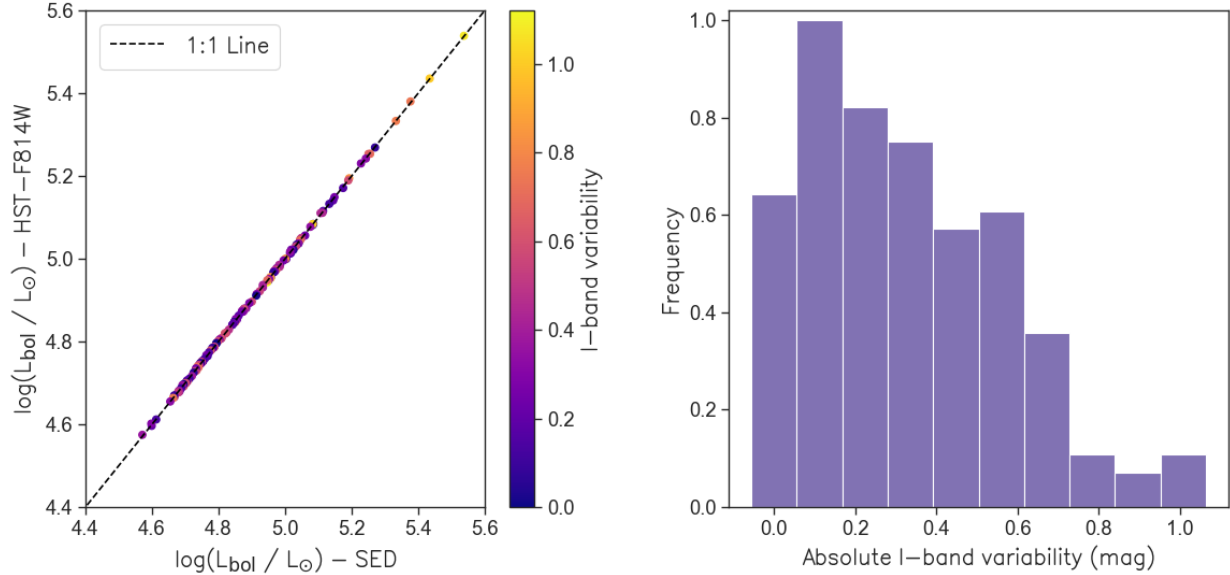 5.6
5.4
5.2
5.0
4.8
4.6
4.4
log(L_bol / L_⊙) − HST−F814W
1:1 Line
4.4 4.6 4.8 5.0 5.2 5.4 5.6
log(L_bol / L_⊙) − SED
1.0
0.8
0.6
0.4
0.2
0.0
I−band variability
1.0
0.8
0.6
0.4
0.2
0.0
Frequency
0.0 0.2 0.4 0.6 0.8 1.0
Absolute I−band variability (mag)